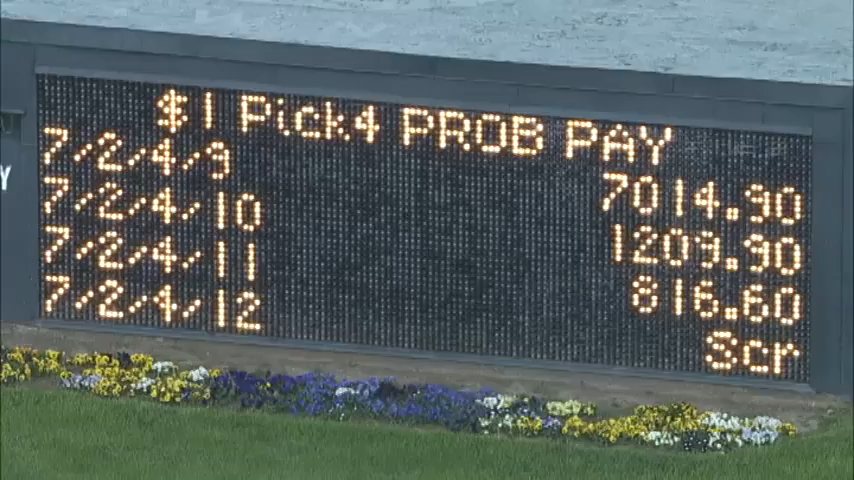 $1 Pick4 PROB PAY
7/2/4/9 7014.90
7/2/4/10 1209.90
7/2/4/11 816.60
7/2/4/12 Scr
Y